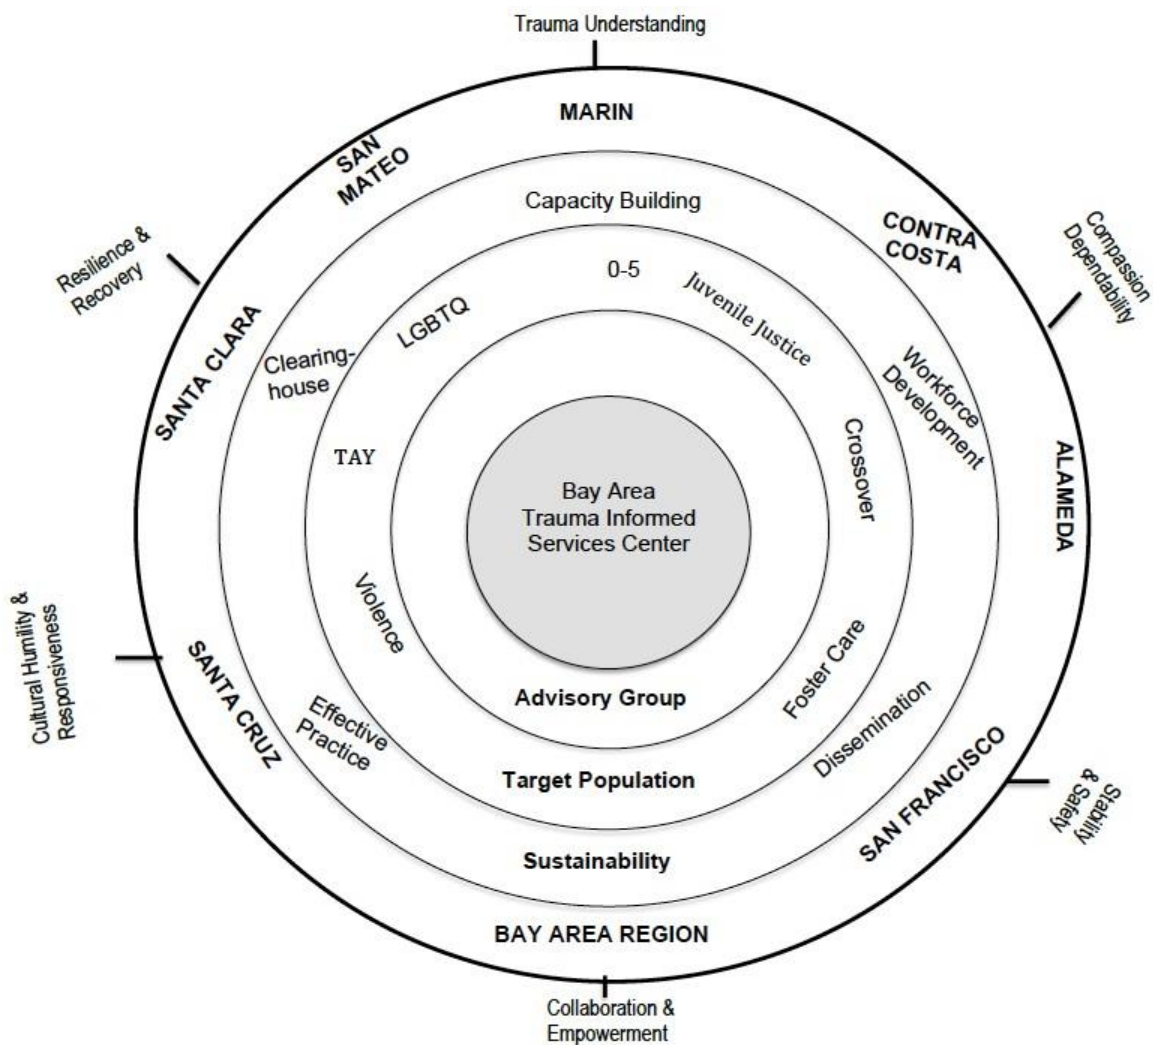 Trauma Understanding
MARIN
SAN
MATEO
CONTRA
COSTA
Capacity Building
Compassion
Dependability
Resilience &
Recovery
0-5
Juvenile Justice
LGBTQ
SANTA CLARA
Clearing-
house
Workforce
Development
Crossover
ALAMEDA
TAY
Bay Area
Trauma Informed
Services Center
Violence
Cultural Humility &
Responsiveness
SANTA CRUZ
Effective
Practice
Advisory Group
Foster Care
Dissemination
Target Population
SAN FRANCISCO
Stability
& Safety
Sustainability
BAY AREA REGION
Collaboration &
Empowerment